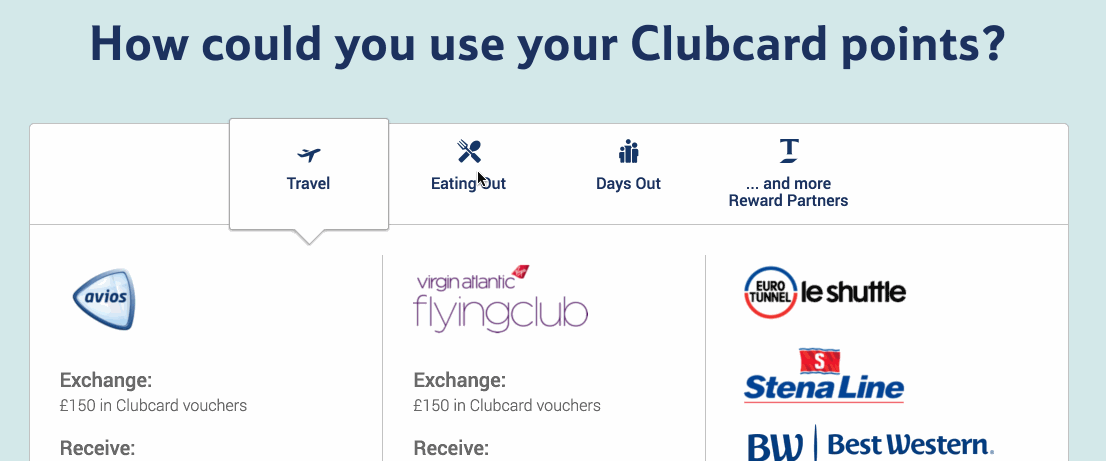 How could you use your Clubcard points?
Travel
Eating Out
Days Out
... and more
Reward Partners
avios
virgin atlantic
flyingclub
EURO
TUNNEL
le shuttle
S
Stena Line
BW Best Western.
Exchange:
£150 in Clubcard vouchers
Receive:
Exchange:
£150 in Clubcard vouchers
Receive: